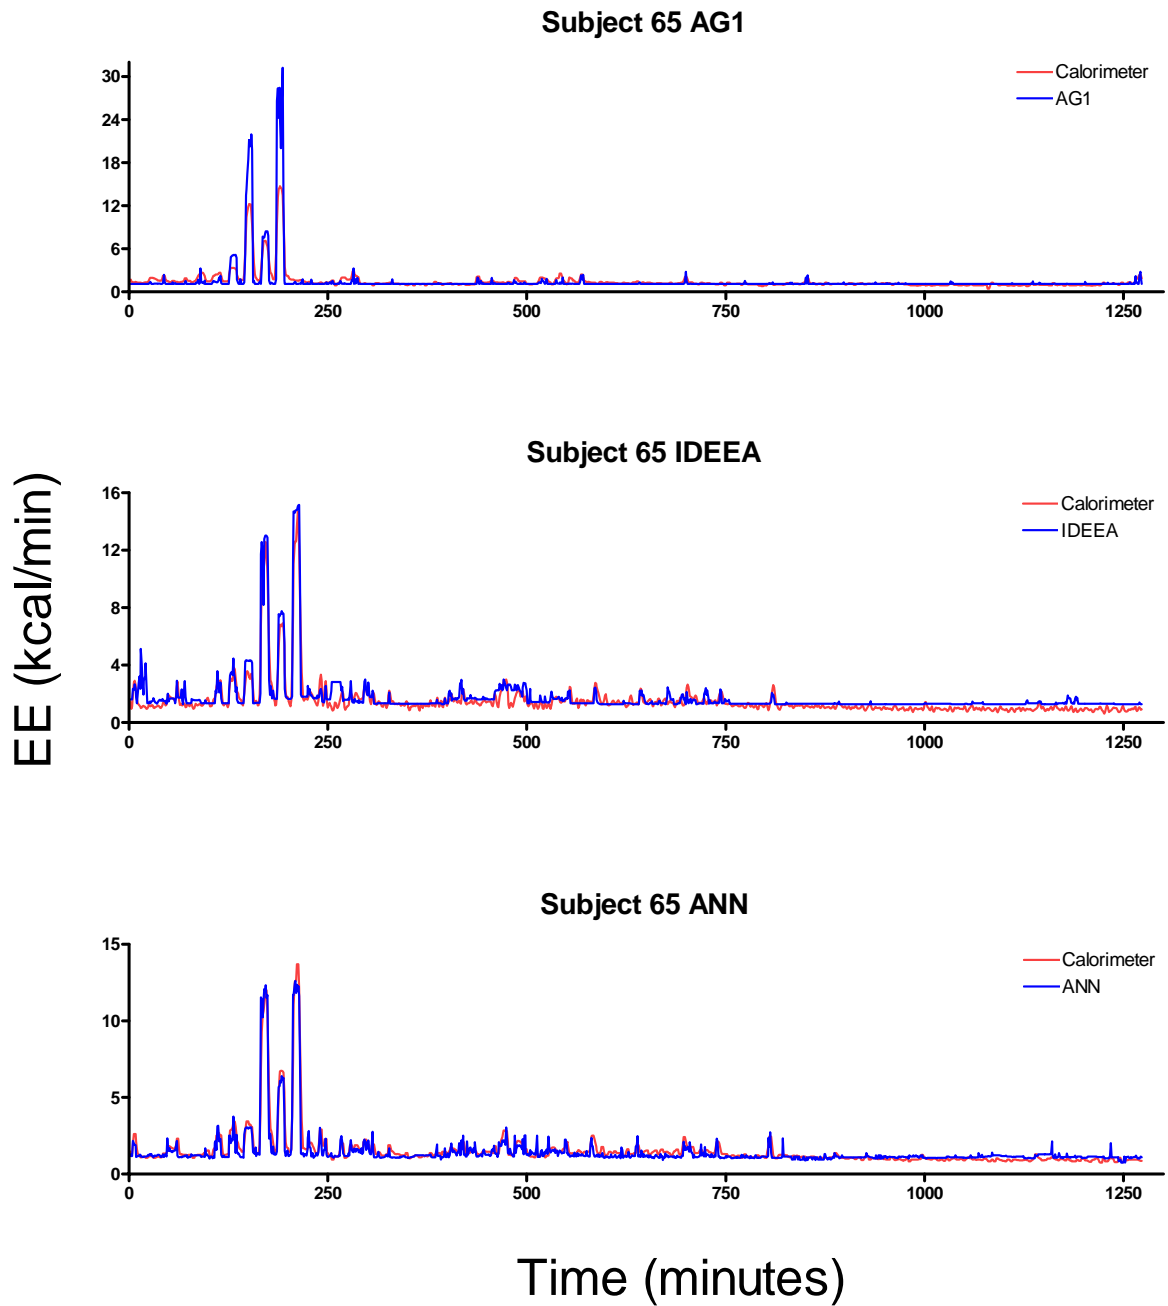 Subject 65 AG1
Calorimeter
AG1
30
24
18
12
6
0
0 250 500 750 1000 1250
Subject 65 IDEEA
EE (kcal/min)
Calorimeter
IDEEA
16
12
8
4
0
0 250 500 750 1000 1250
Subject 65 ANN
Calorimeter
ANN
15
10
5
0
0 250 500 750 1000 1250
Time (minutes)